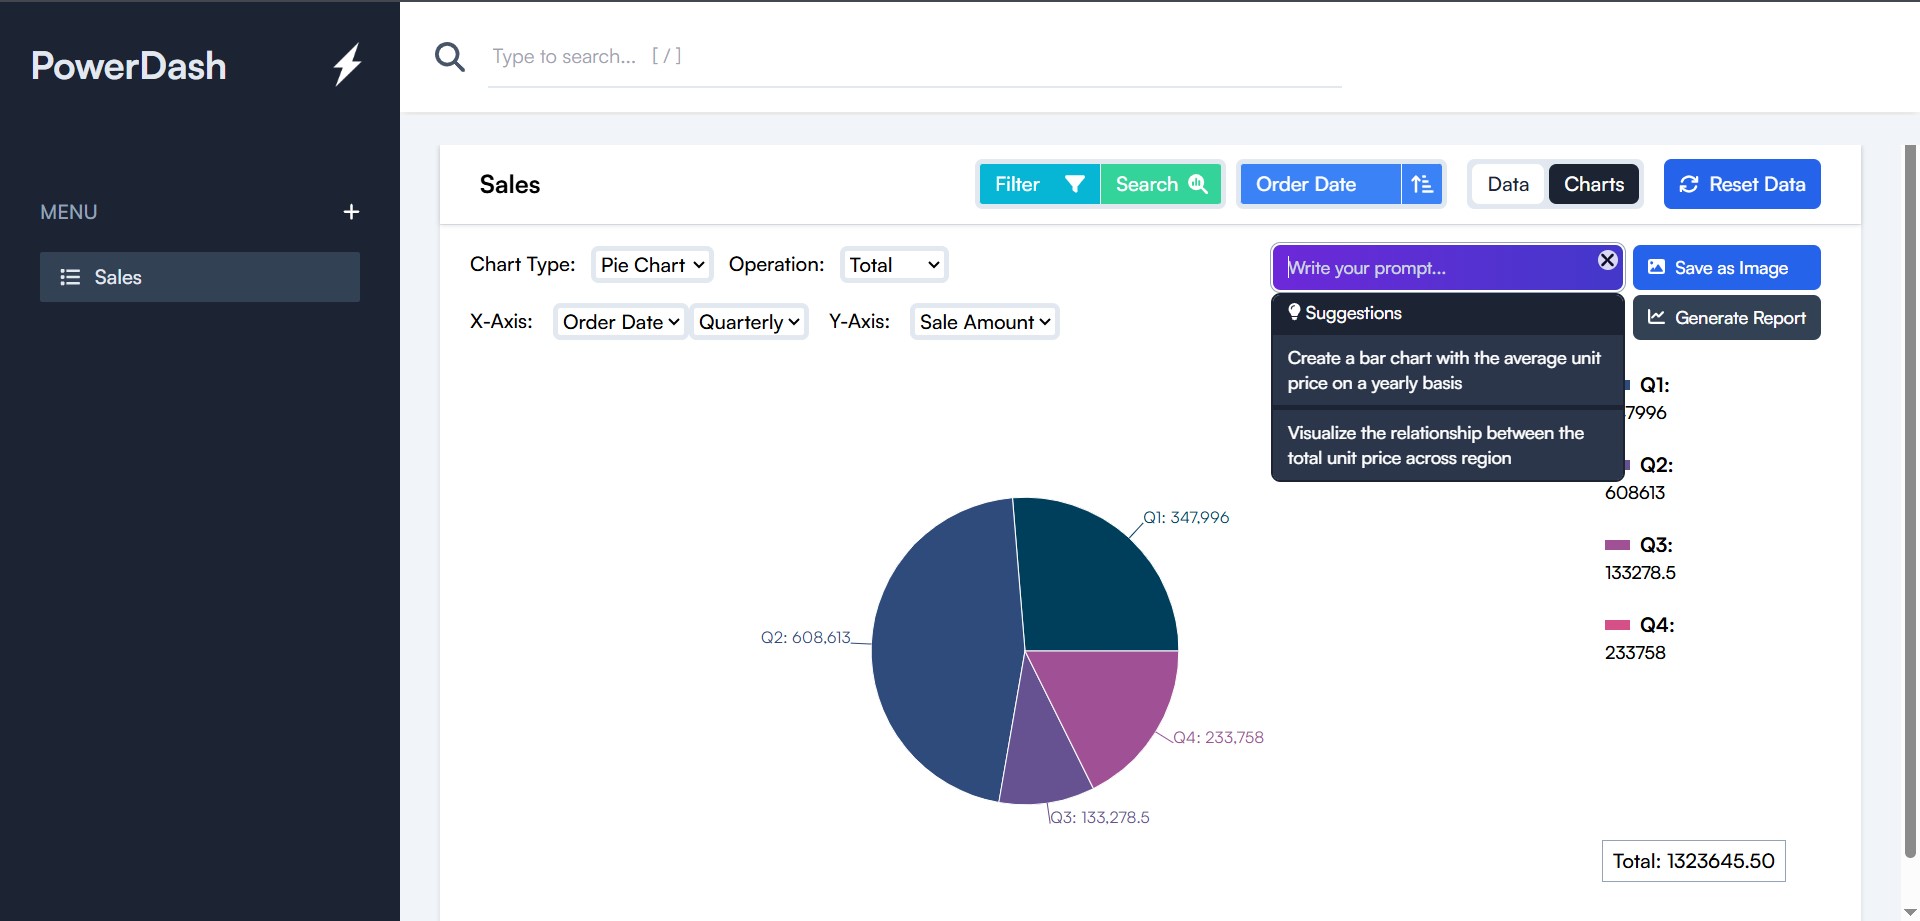 PowerDash
Type to search... [ / ]
MENU +
Sales
Sales
Filter
Search
Order Date
Data
Charts
Reset Data
Chart Type: Pie Chart Operation: Total
X-Axis: Order Date Quarterly Y-Axis: Sale Amount
Write your prompt...
Save as Image
Generate Report
Suggestions
Create a bar chart with the average unit
price on a yearly basis
Visualize the relationship between the
total unit price across region
Q1:
7996
Q2:
608613
Q3:
133278.5
Q4:
233758
Q1: 347,996
Q2: 608,613
Q4: 233,758
Q3: 133,278.5
Total: 1323645.50